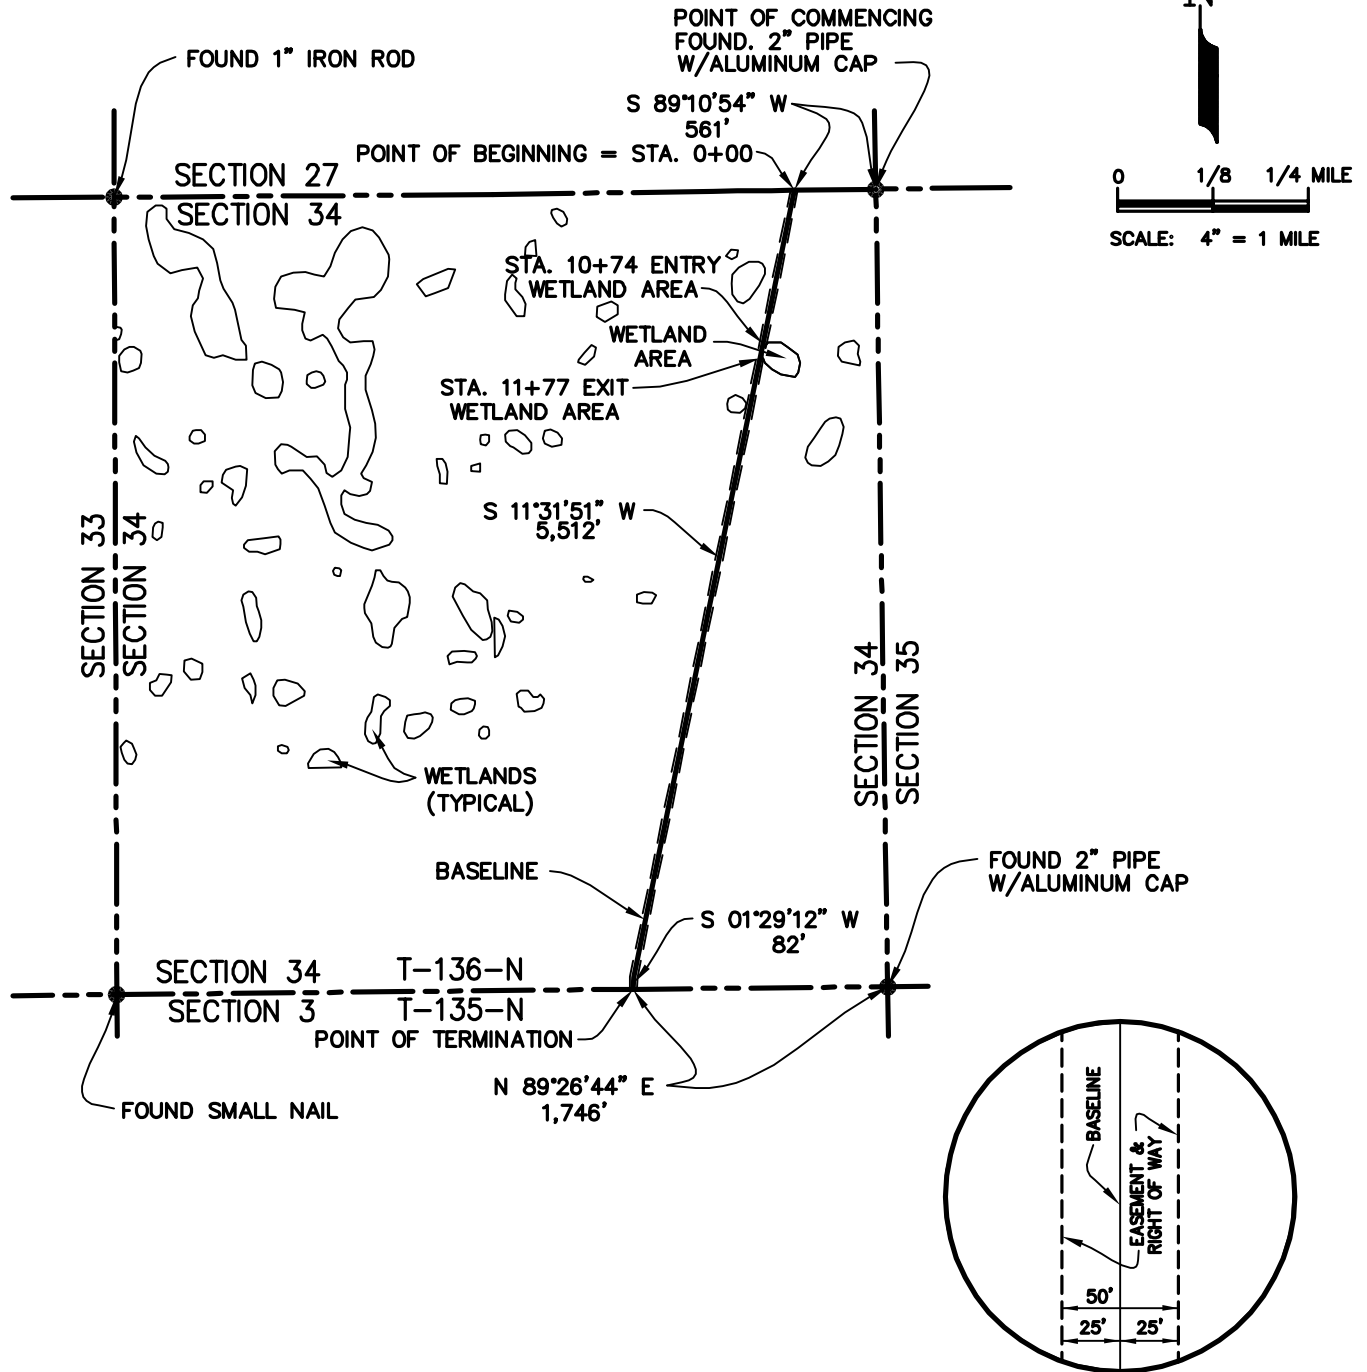 POINT OF COMMENCING
FOUND. 2" PIPE
W/ALUMINUM CAP
N
FOUND 1" IRON ROD
S 89°10'54" W
561'
POINT OF BEGINNING = STA. 0+00
0 1/8 1/4 MILE
SCALE: 4" = 1 MILE
SECTION 27
SECTION 34
STA. 10+74 ENTRY
WETLAND AREA
WETLAND
AREA
STA. 11+77 EXIT
WETLAND AREA
S 11°31'51" W
5,512'
SECTION 33
SECTION 34
SECTION 34
SECTION 35
WETLANDS
(TYPICAL)
BASELINE
FOUND 2" PIPE
W/ALUMINUM CAP
S 01°29'12" W
82'
SECTION 34 T-136-N
SECTION 3 T-135-N
POINT OF TERMINATION
N 89°26'44" E
1,746'
FOUND SMALL NAIL
BASELINE
EASEMENT &
RIGHT OF WAY
50'
25' 25'